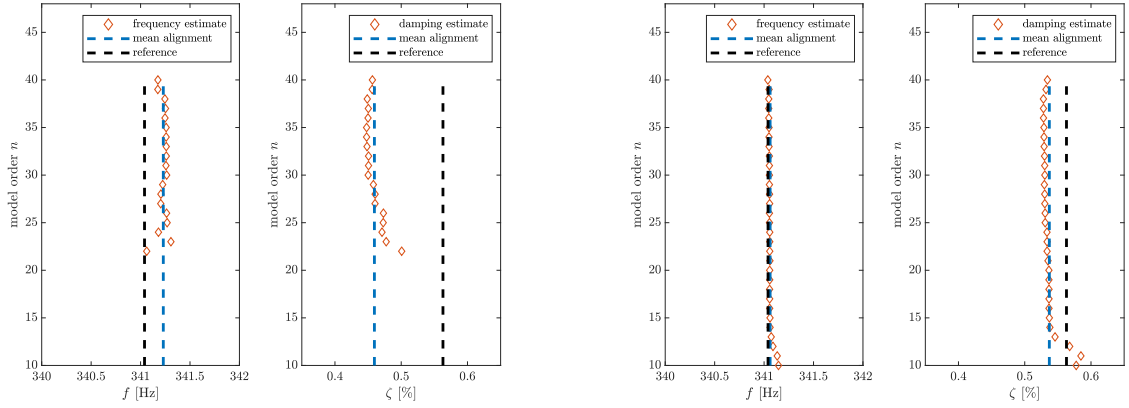 frequency estimate
mean alignment
reference
45
40
35
30
25
20
15
10
model order n
340
340.5
341
341.5
342
f [Hz]
damping estimate
mean alignment
reference
45
40
35
30
25
20
15
10
model order n
0.4
0.5
0.6
ζ [%]
frequency estimate
mean alignment
reference
45
40
35
30
25
20
15
10
model order n
340
340.5
341
341.5
342
f [Hz]
damping estimate
mean alignment
reference
45
40
35
30
25
20
15
10
model order n
0.4
0.5
0.6
ζ [%]